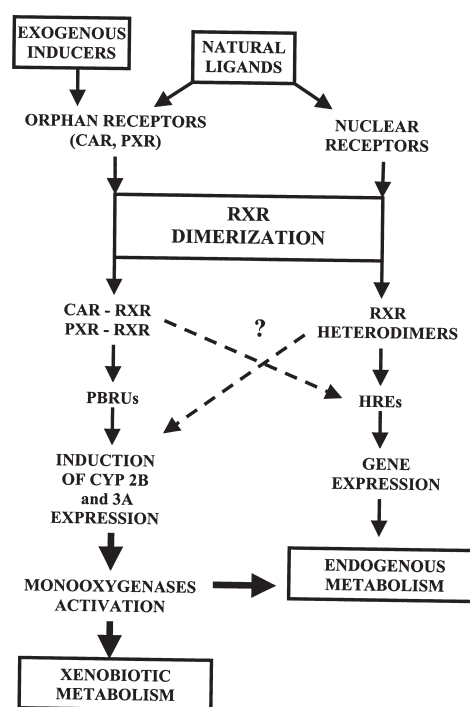 EXOGENOUS
INDUCERS
NATURAL
LIGANDS
ORPHAN RECEPTORS
(CAR, PXR)
NUCLEAR
RECEPTORS
RXR
DIMERIZATION
CAR - RXR
PXR - RXR
?
RXR
HETERODIMERS
PBRUs
HREs
INDUCTION
OF CYP 2B
and 3A
EXPRESSION
GENE
EXPRESSION
MONOOXYGENASES
ACTIVATION
ENDOGENOUS
METABOLISM
XENOBIOTIC
METABOLISM